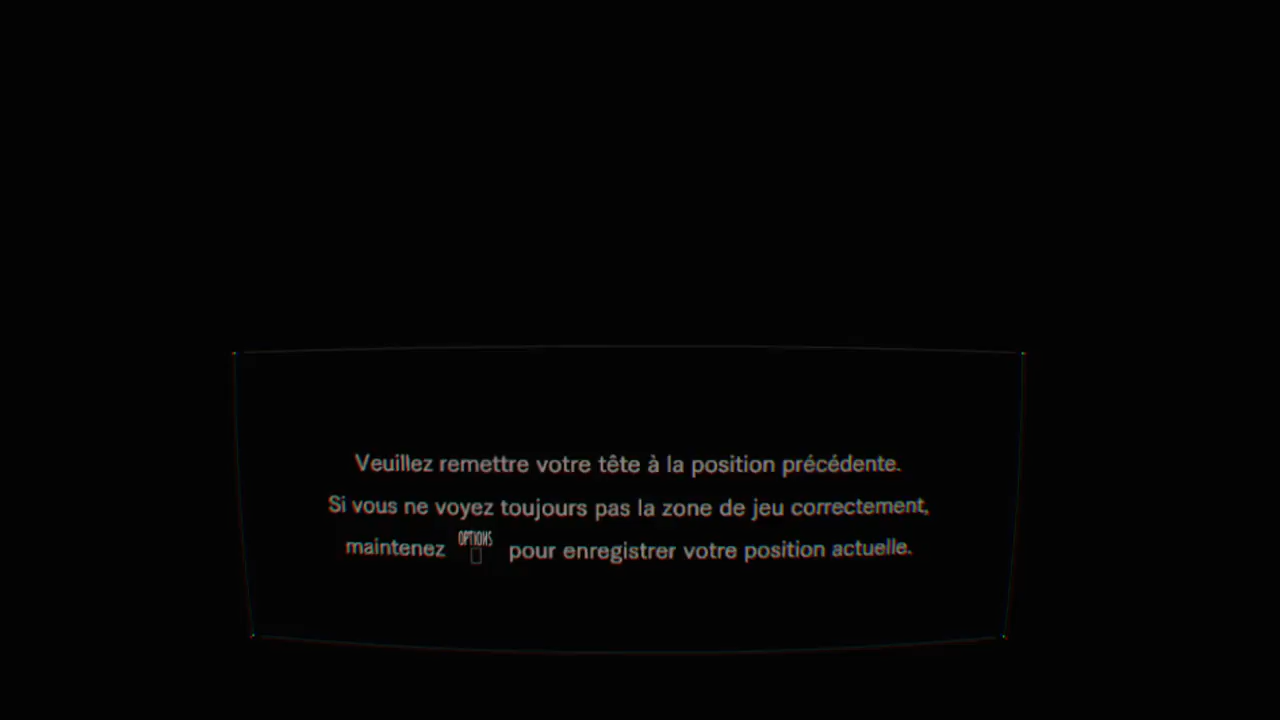 Veuillez remettre votre tête à la position précédente.
Si vous ne voyez toujours pas la zone de jeu correctement,
maintenez OPTIONS pour enregistrer votre position actuelle.